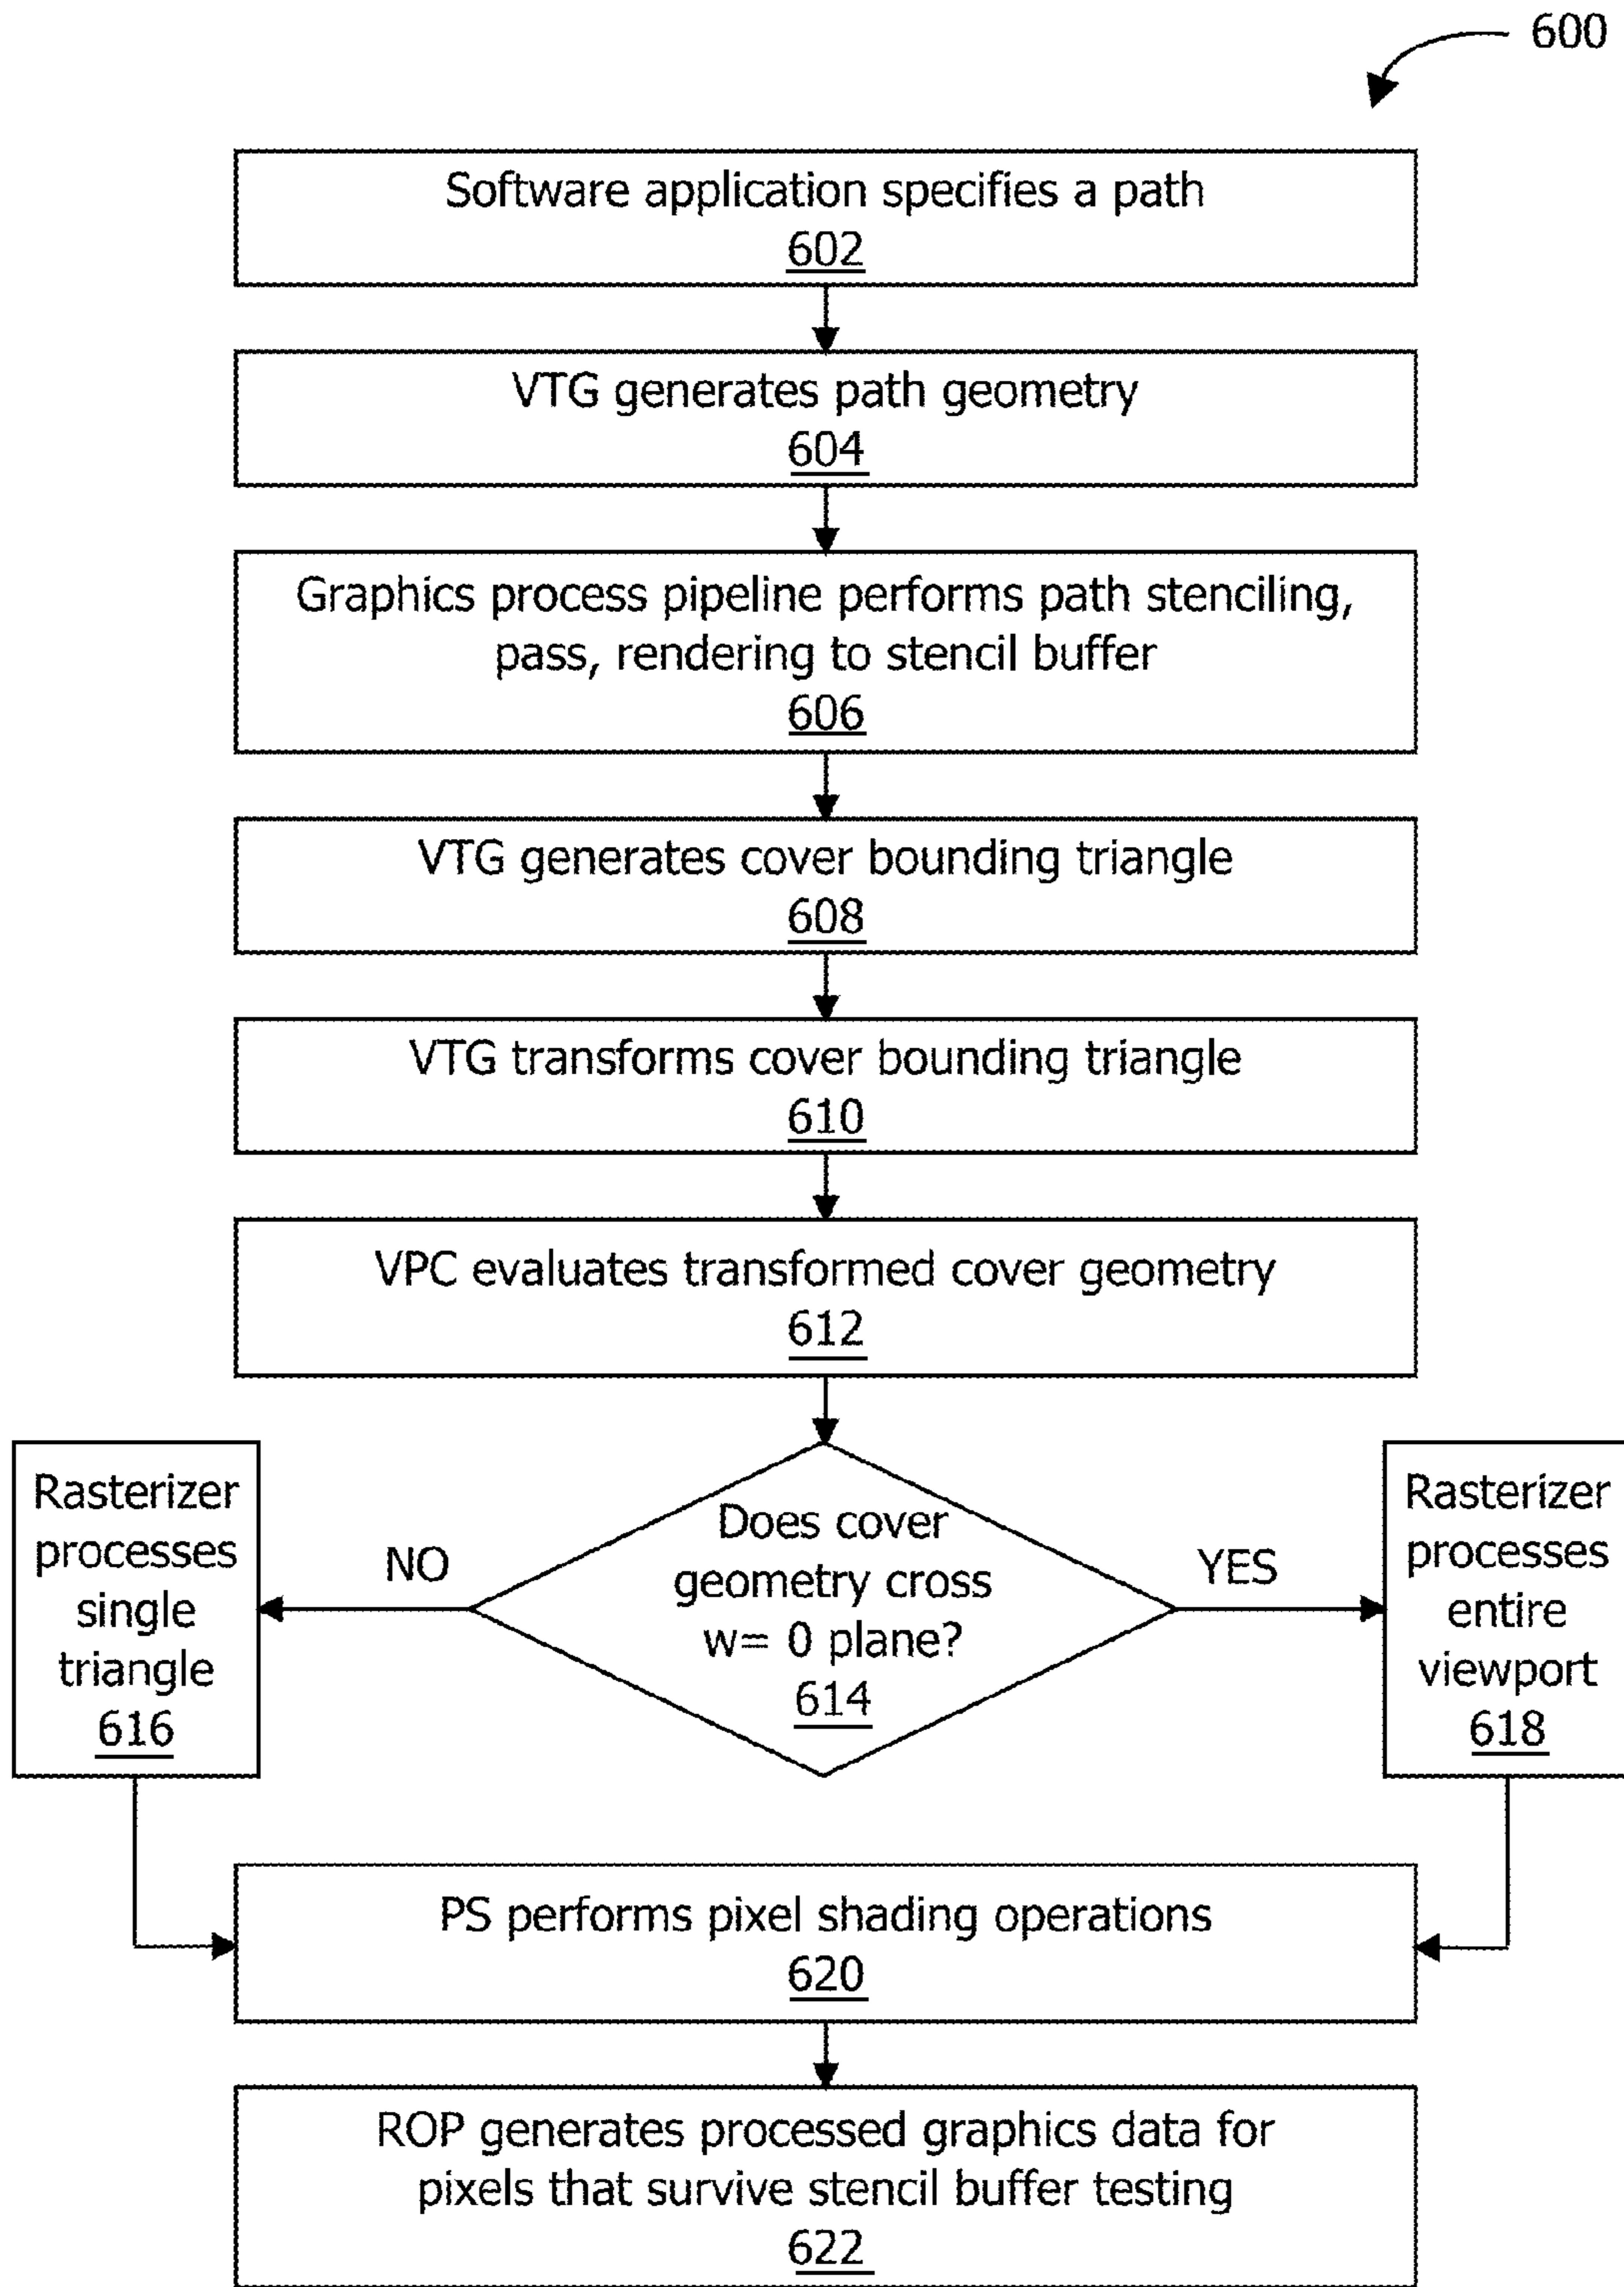 600
Software application specifies a path
602
VTG generates path geometry
604
Graphics process pipeline performs path stenciling,
pass, rendering to stencil buffer
606
VTG generates cover bounding triangle
608
VTG transforms cover bounding triangle
610
VPC evaluates transformed cover geometry
612
Does cover
geometry cross
w= 0 plane?
614
NO
YES
Rasterizer
processes
single
triangle
616
Rasterizer
processes
entire
viewport
618
PS performs pixel shading operations
620
ROP generates processed graphics data for
pixels that survive stencil buffer testing
622